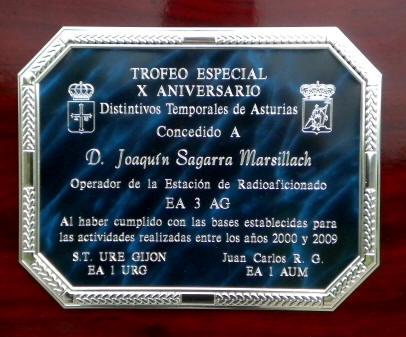 TROFEO ESPECIAL
X ANIVERSARIO
Distintivos Temporales de Asturias
Concedido A
D. Joaquín Sagarra Marsillach
Operador de la Estación de Radioaficionado
EA 3 AG
Al haber cumplido con las bases establecidas para
las actividades realizadas entre los años 2000 y 2009
S.T. URE GIJON Juan Carlos R. G.
EA 1 URG EA 1 AUM